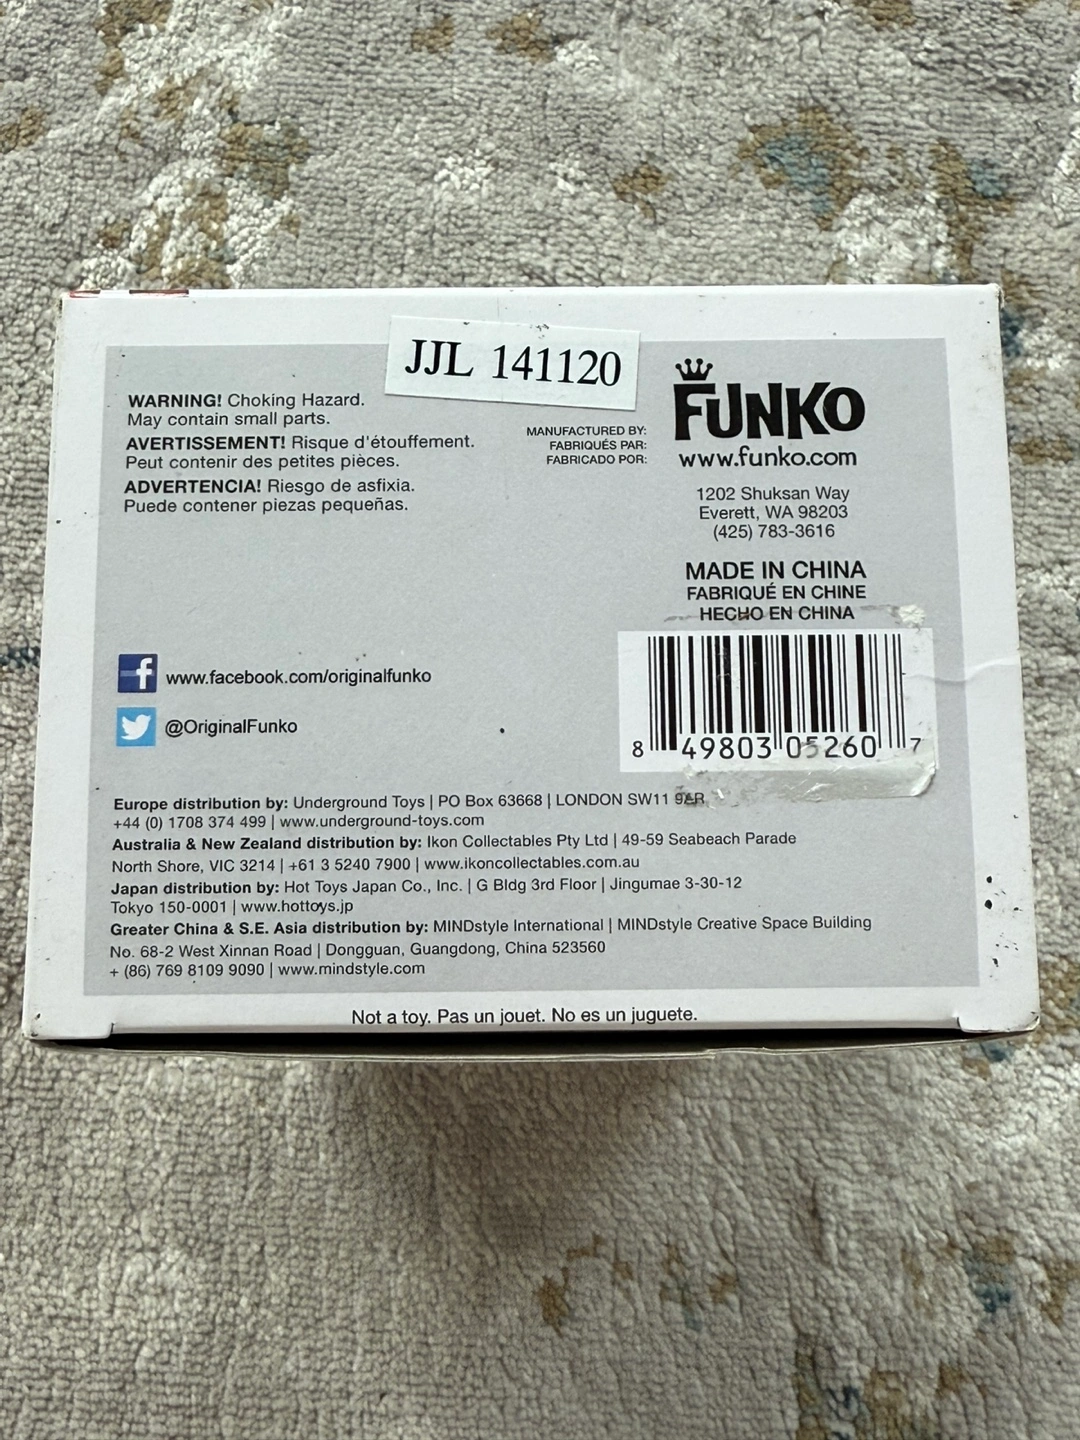 JJL 141120
WARNING! Choking Hazard.
May contain small parts.
AVERTISSEMENT! Risque d'étouffement.
Peut contenir des petites pièces.
ADVERTENCIA! Riesgo de asfixia.
Puede contener piezas pequeñas.
MANUFACTURED BY:
FABRIQUÉS PAR:
FABRICADO POR:
FUNKO
www.funko.com
1202 Shuksan Way
Everett, WA 98203
(425) 783-3616
MADE IN CHINA
FABRIQUÉ EN CHINE
HECHO EN CHINA
8 49803 05260 7
www.facebook.com/originalfunko
@OriginalFunko
Europe distribution by: Underground Toys | PO Box 63668 | LONDON SW11
+44 (0) 1708 374 499 | www.underground-toys.com
Australia & New Zealand distribution by: Ikon Collectables Pty Ltd | 49-59 Seabeach Parade
North Shore, VIC 3214 | +61 3 5240 7900 | www.ikoncollectables.com.au
Japan distribution by: Hot Toys Japan Co., Inc. | G Bldg 3rd Floor | Jingumae 3-30-12
Tokyo 150-0001 | www.hottoys.jp
Greater China & S.E. Asia distribution by: MINDstyle International | MINDstyle Creative Space Building
No. 68-2 West Xinnan Road | Dongguan, Guangdong, China 523560
+ (86) 769 8109 9090 | www.mindstyle.com
Not a toy. Pas un jouet. No es un juguete.